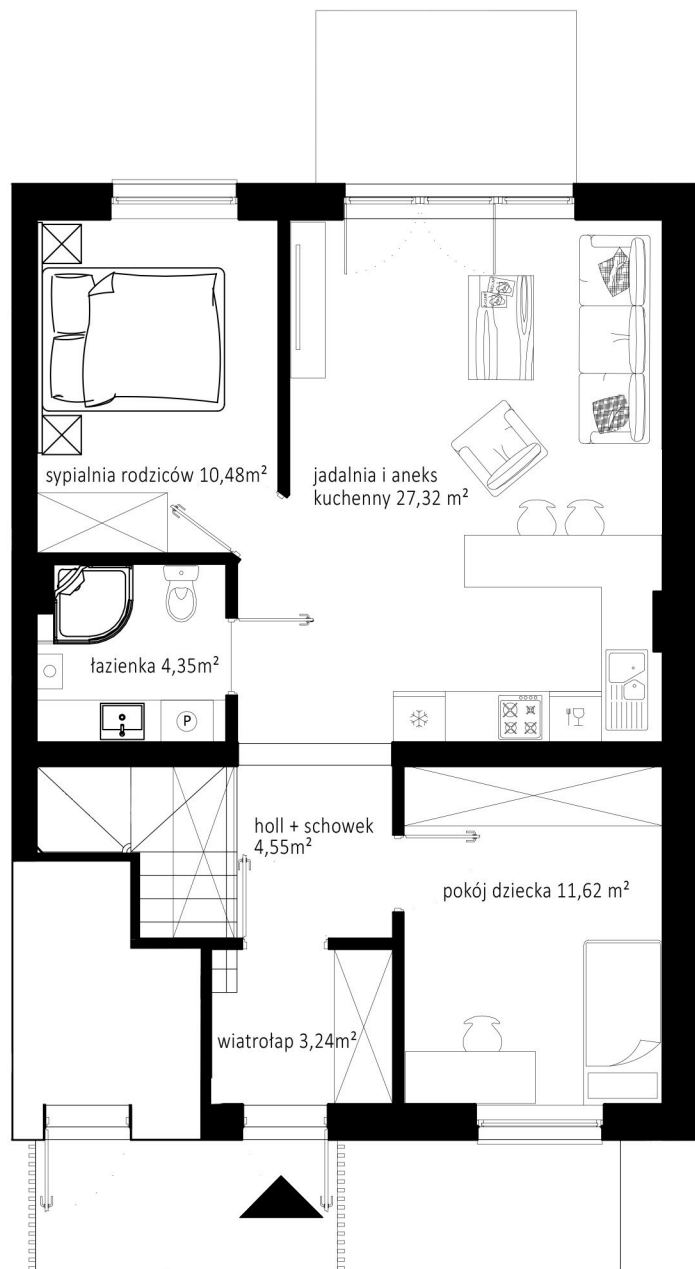 sypialnia rodziców 10,48m²
jadalnia i aneks
kuchenny 27,32 m²
łazienka 4,35m²
P
holl + schowek
4,55m²
pokój dziecka 11,62 m²
wiatrołap 3,24m²